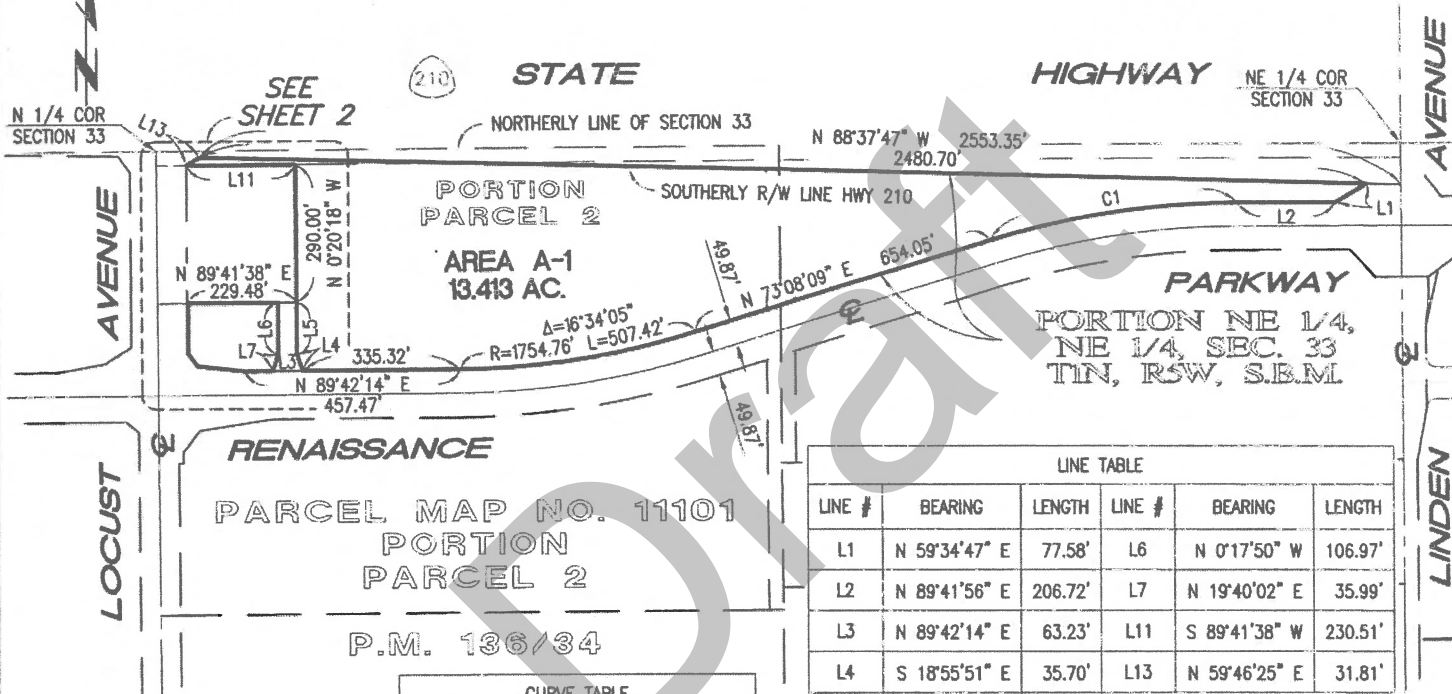 STATE
HIGHWAY
210
SEE
SHEET 2
N 1/4 COR
SECTION 33
L13
NORTHERLY LINE OF SECTION 33
NE 1/4 COR
SECTION 33
AVENUE
N 88°37'47" W 2553.35'
2480.70'
SOUTHERLY R/W LINE HWY 210
L11
PORTION
PARCEL 2
AREA A-1
13.413 AC.
290.00'
N 0°20'18" W
N 89°41'38" E
229.48'
L6
L5
L7
L3
L4
335.32'
N 89°42'14" E
457.47'
Δ=16°34'05"
R=1754.76' L=507.42'
49.87'
N 73°08'09" E 654.05'
49.87'
C1
L2
L1
AVENUE
PARKWAY
PORTION NE 1/4,
NE 1/4, SEC. 33
T1N, R5W, S.B.M.
RENAISSANCE
LOCUST
LINDEN
PARCEL MAP NO. 11101
PORTION
PARCEL 2
P.M. 136/34
LINE TABLE
LINE # BEARING LENGTH LINE # BEARING LENGTH
L1 N 59°34'47" E 77.58' L6 N 0°17'50" W 106.97'
L2 N 89°41'56" E 206.72' L7 N 19°40'02" E 35.99'
L3 N 89°42'14" E 63.23' L11 S 89°41'38" W 230.51'
L4 S 18°55'51" E 35.70' L13 N 59°46'25" E 31.81'
CURVE TABLE
Draft